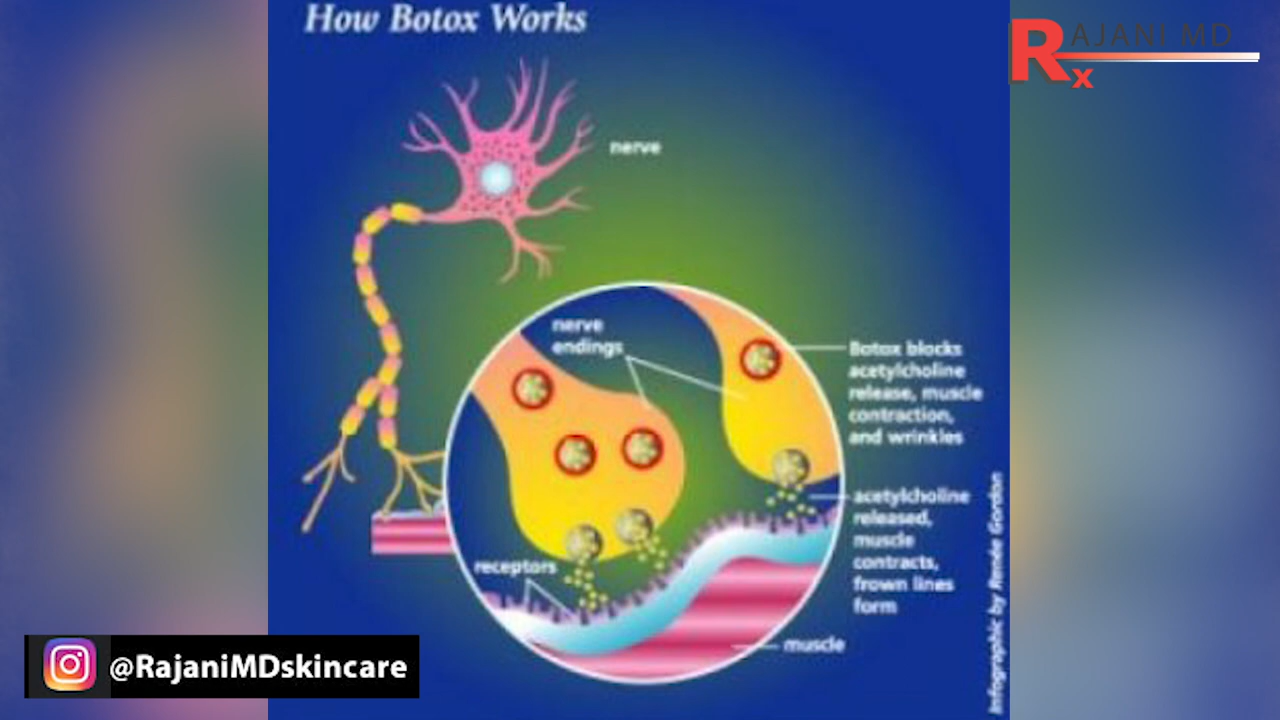 How Botox Works
RAJANI MD
Rx
nerve
nerve
endings
Botox blocks
acetylcholine
release, muscle
contraction,
and wrinkles
acetylcholine
released,
muscle
contracts,
frown lines
form
receptors
muscle
Infographic by Renée Gordon
@RajaniMDskincare